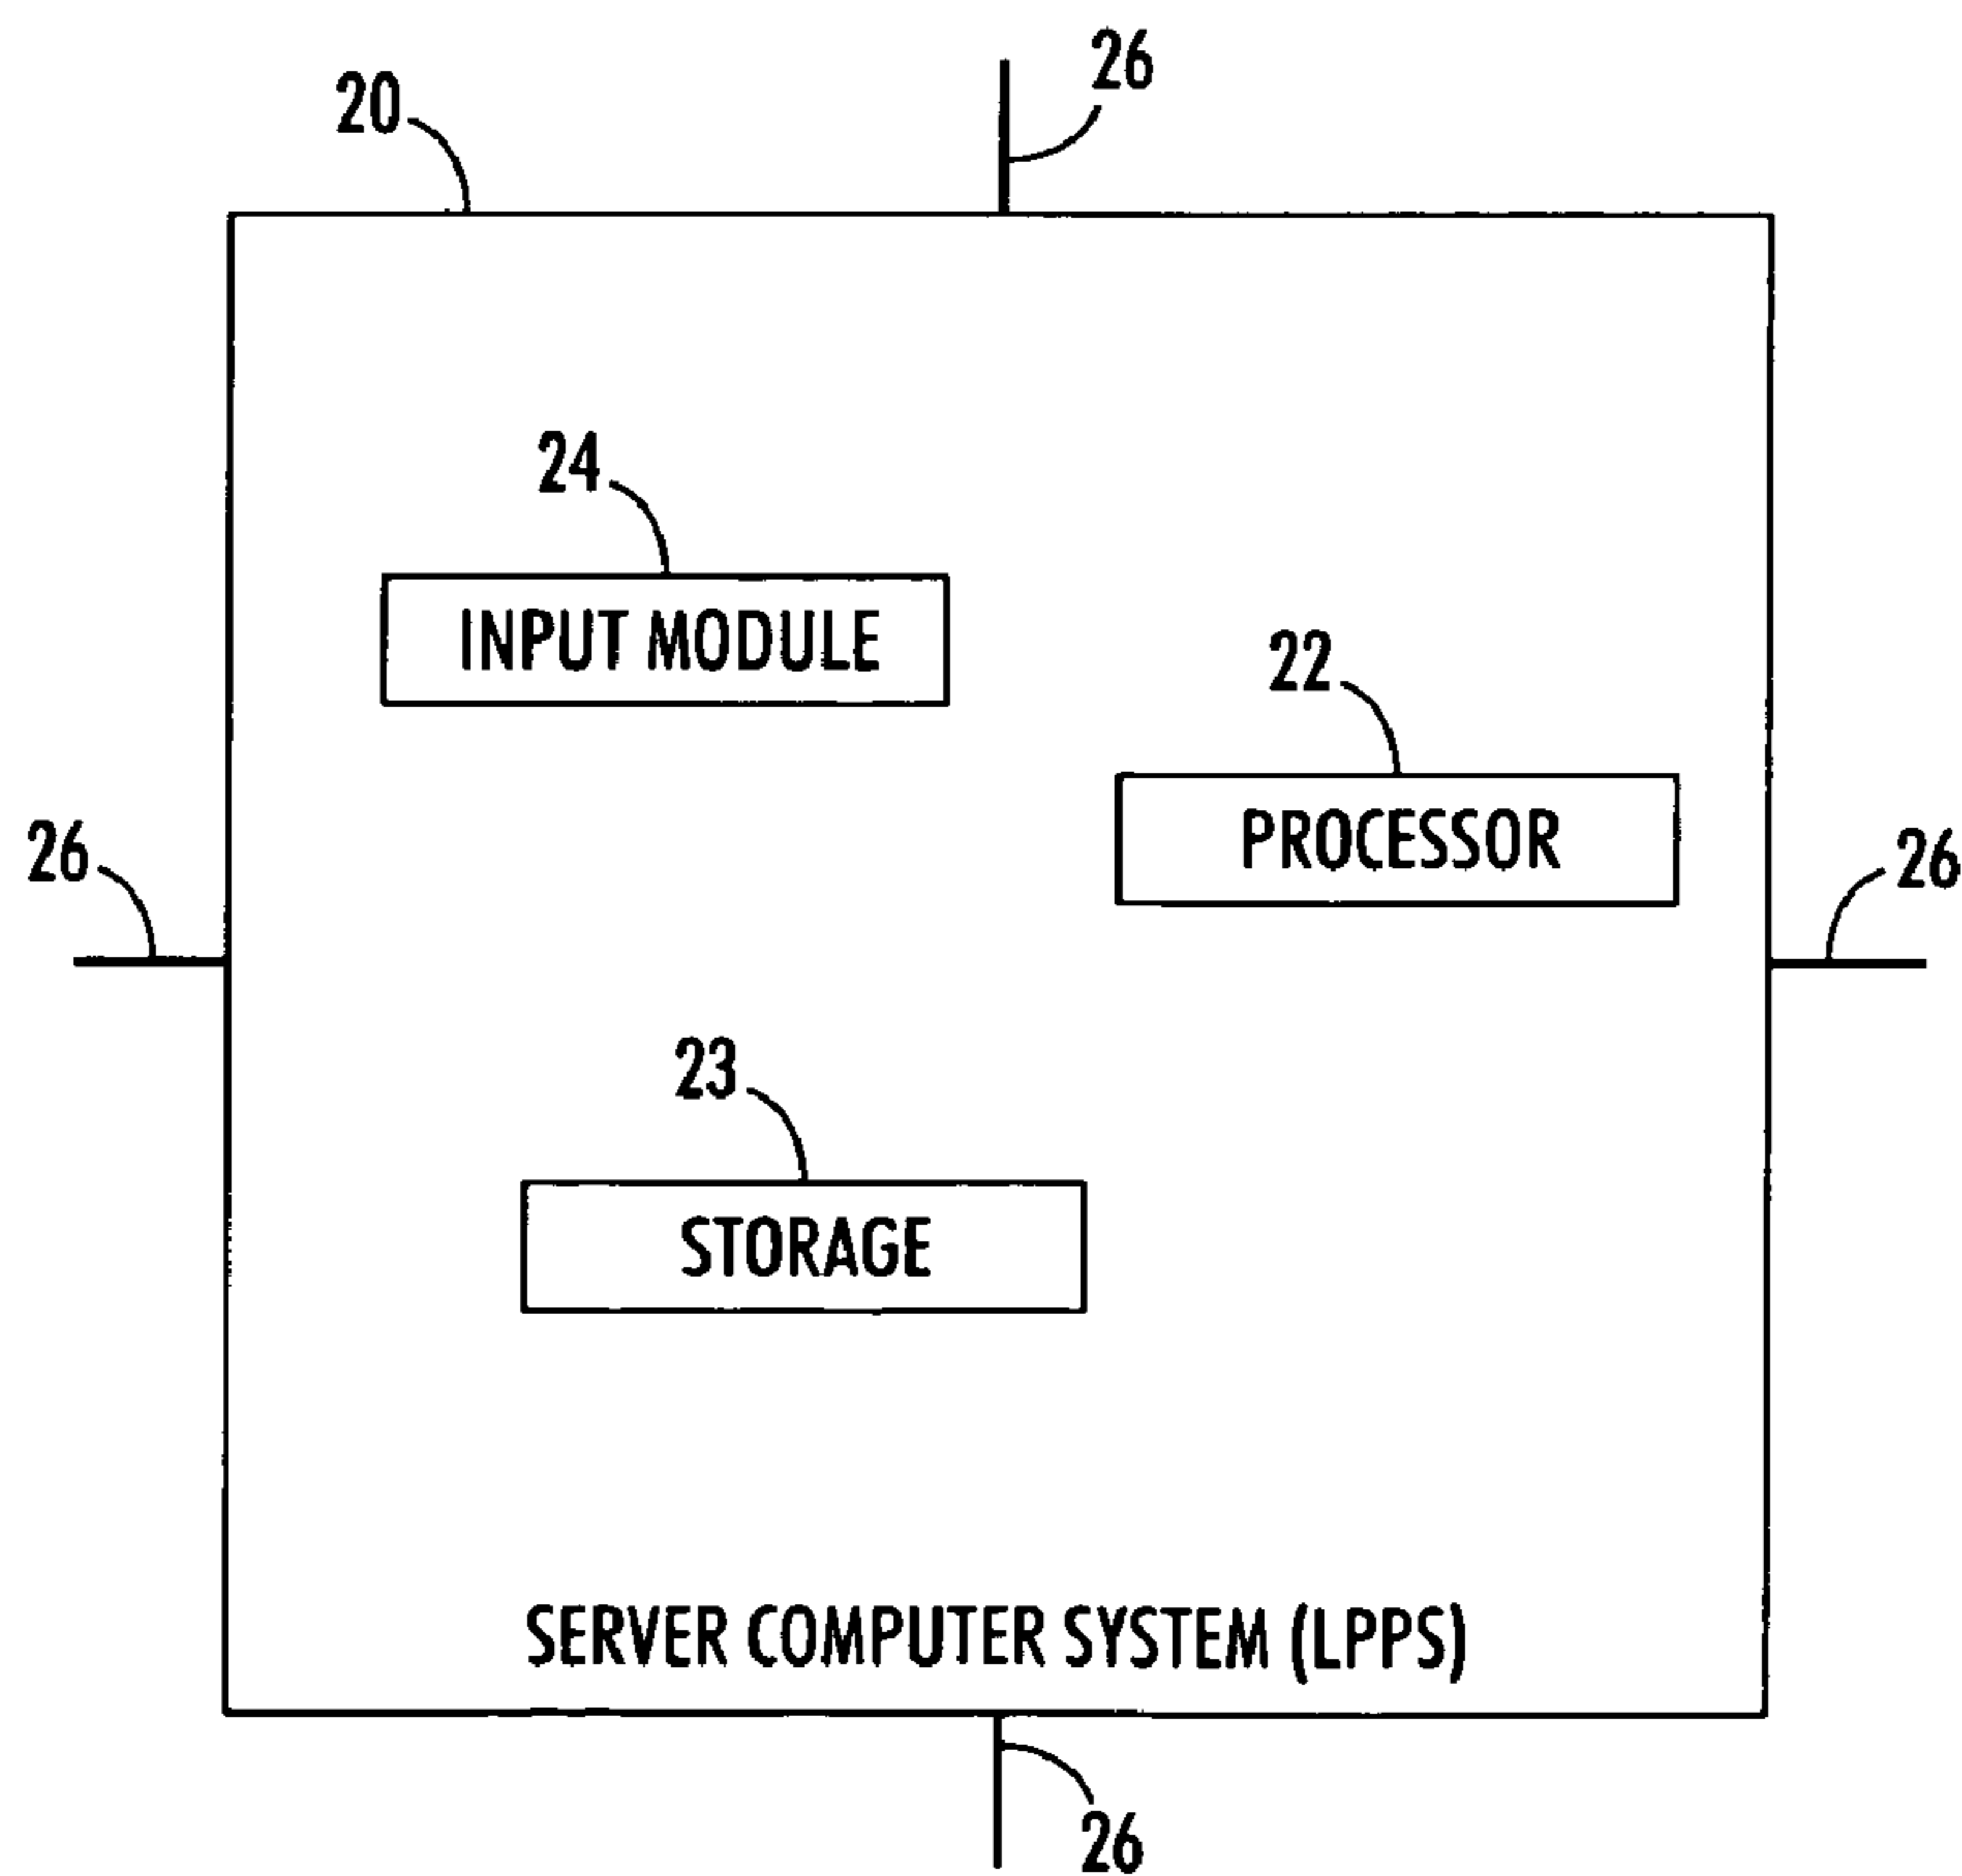 26
20
24
INPUT MODULE
22
PROCESSOR
26
26
23
STORAGE
SERVER COMPUTER SYSTEM (LPPS)
26